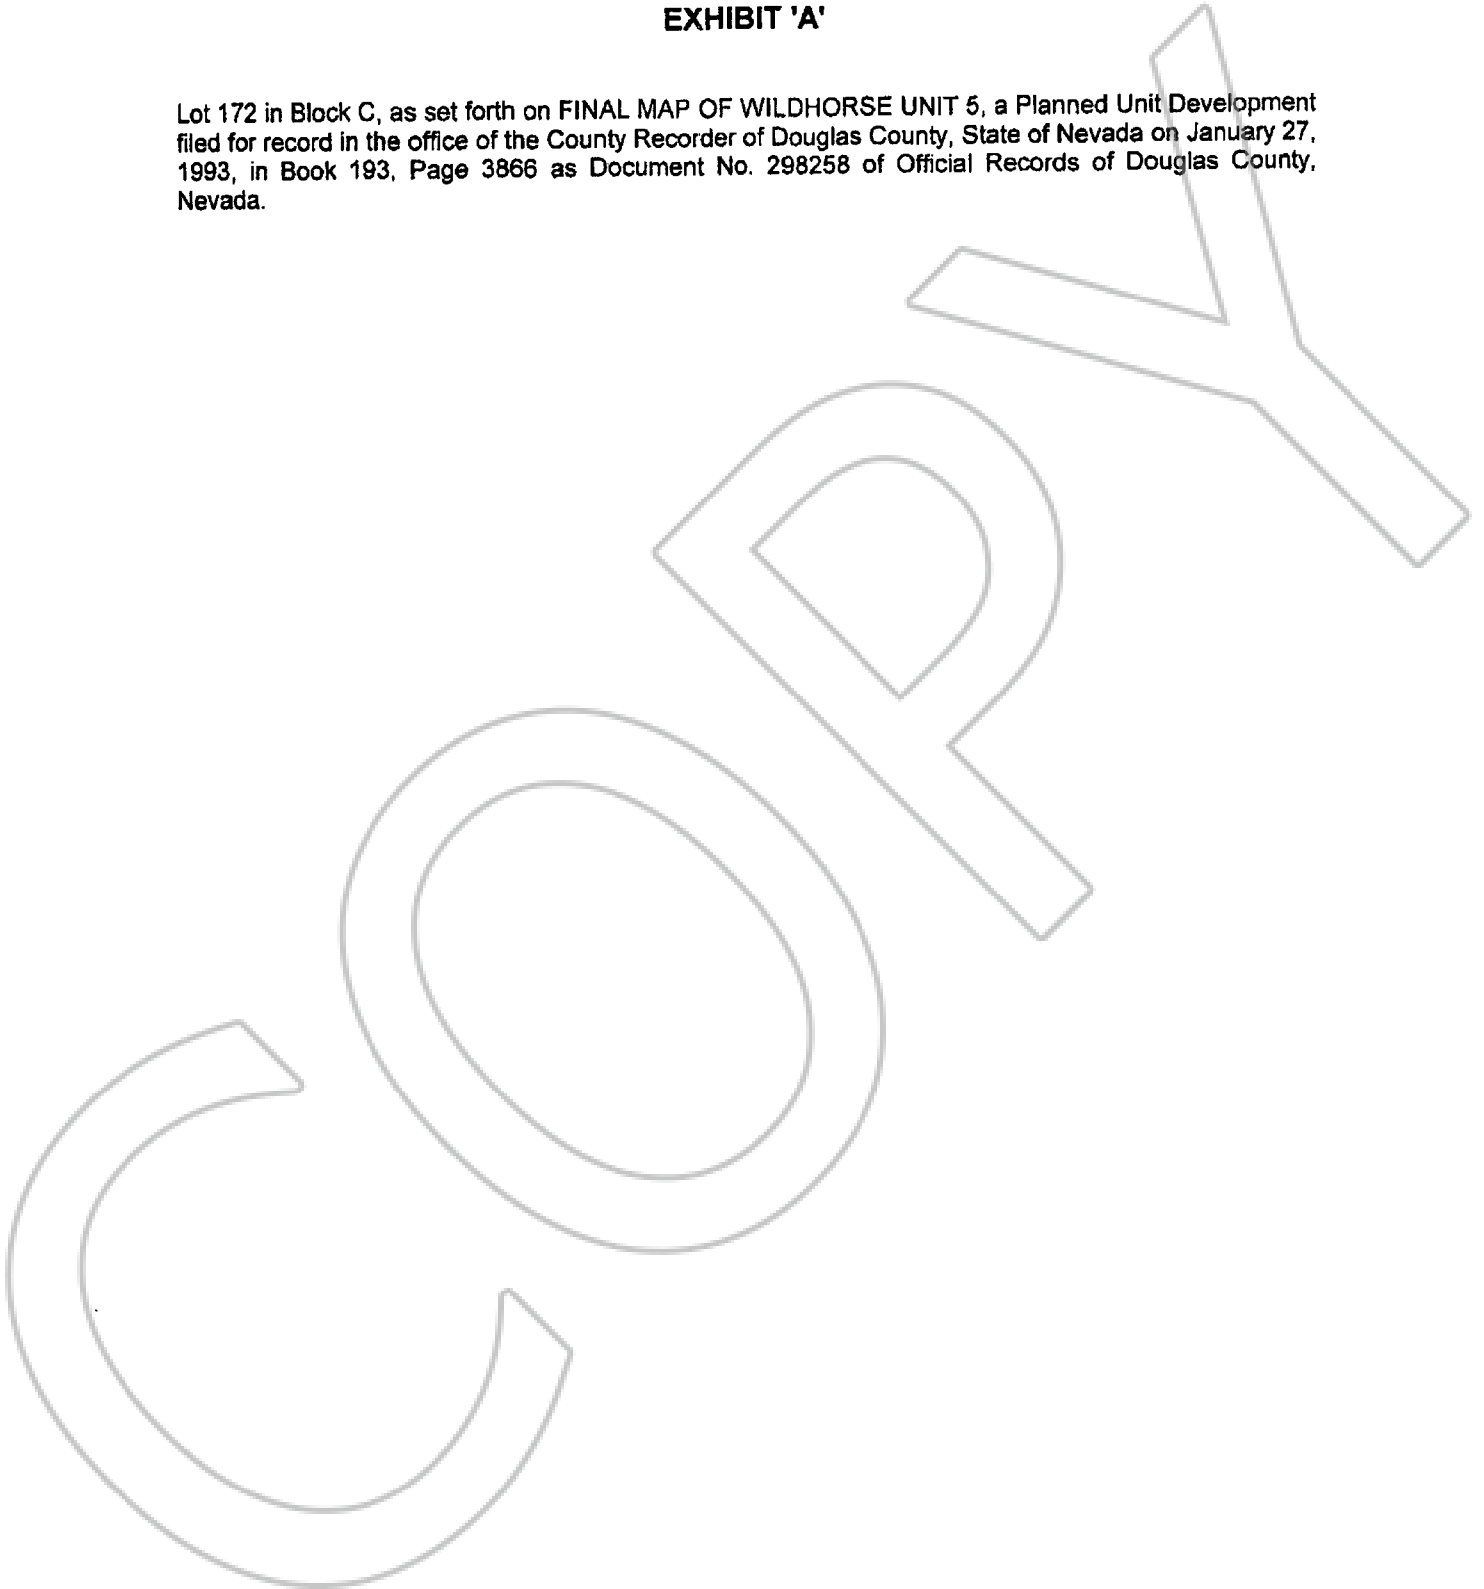 EXHIBIT 'A'
Lot 172 in Block C, as set forth on FINAL MAP OF WILDHORSE UNIT 5, a Planned Unit Development
filed for record in the office of the County Recorder of Douglas County, State of Nevada on January 27,
1993, in Book 193, Page 3866 as Document No. 298258 of Official Records of Douglas County,
Nevada.
COPY